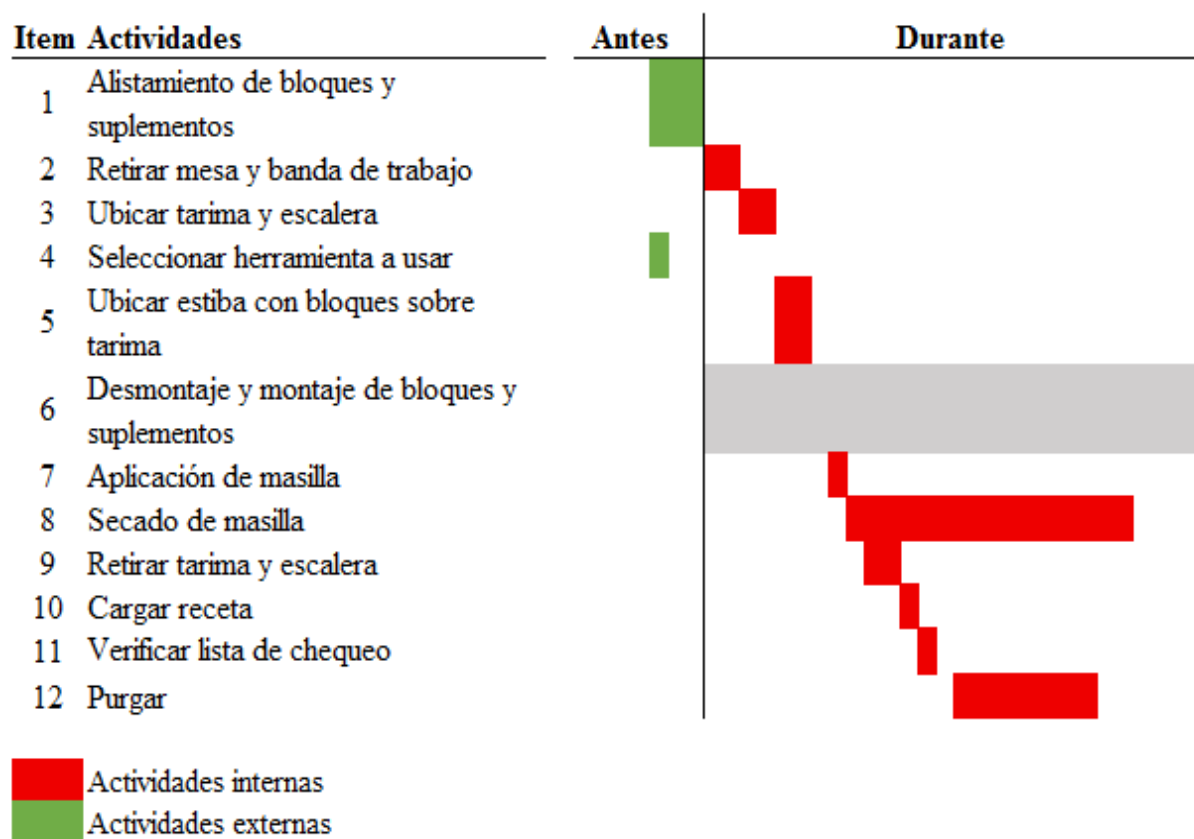 Item Actividades Antes Durante
1 Alistamiento de bloques y
suplementos
2 Retirar mesa y banda de trabajo
3 Ubicar tarima y escalera
4 Seleccionar herramienta a usar
5 Ubicar estiba con bloques sobre
tarima
6 Desmontaje y montaje de bloques y
suplementos
7 Aplicación de masilla
8 Secado de masilla
9 Retirar tarima y escalera
10 Cargar receta
11 Verificar lista de chequeo
12 Purgar
Actividades internas
Actividades externas